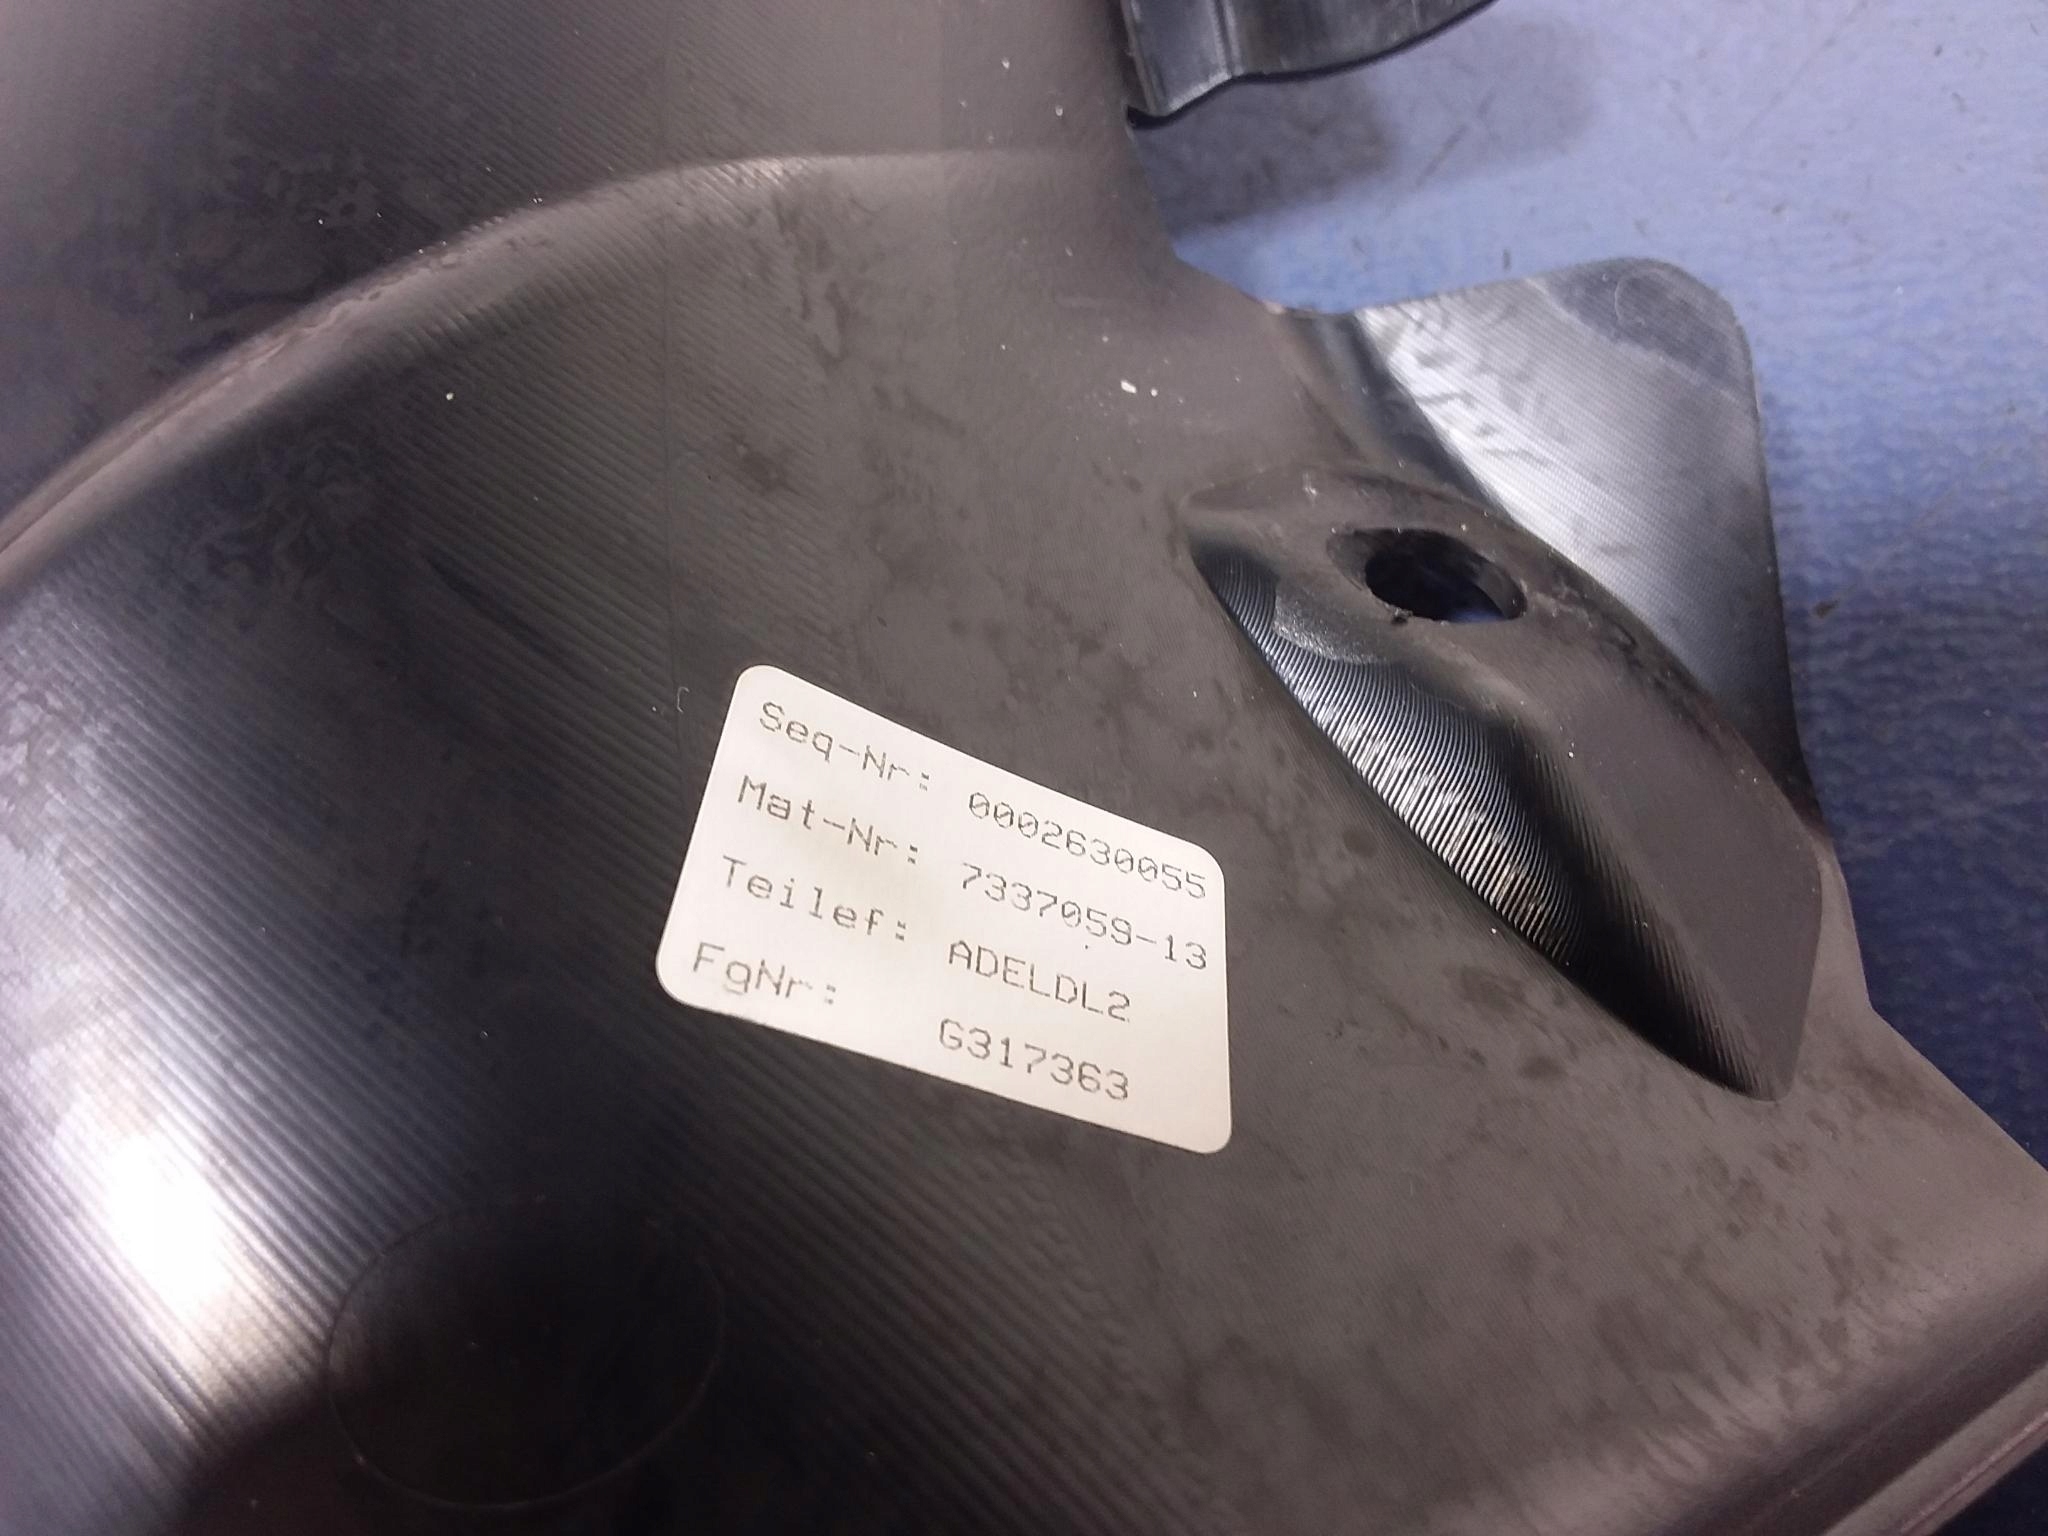 Seq-Nr: 0002630055
Mat-Nr: 7337059-13
Teilef: ADELDL2
FgNr: G317363